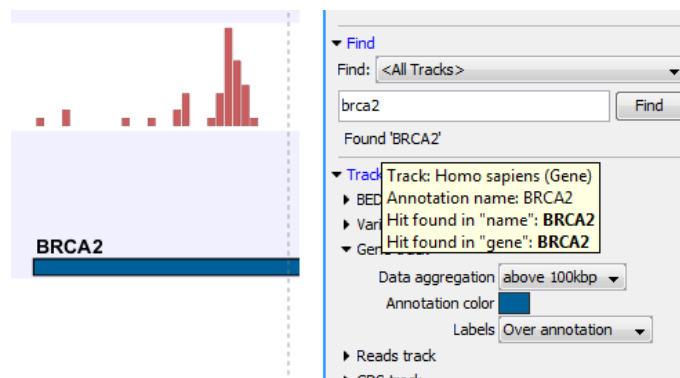 BRCA2
Find
Find: <All Tracks>
brca2 Find
Found 'BRCA2'
Track: Homo sapiens (Gene)
Annotation name: BRCA2
Hit found in "name": BRCA2
Hit found in "gene": BRCA2
Data aggregation above 100kbp
Annotation color
Labels Over annotation
Reads track